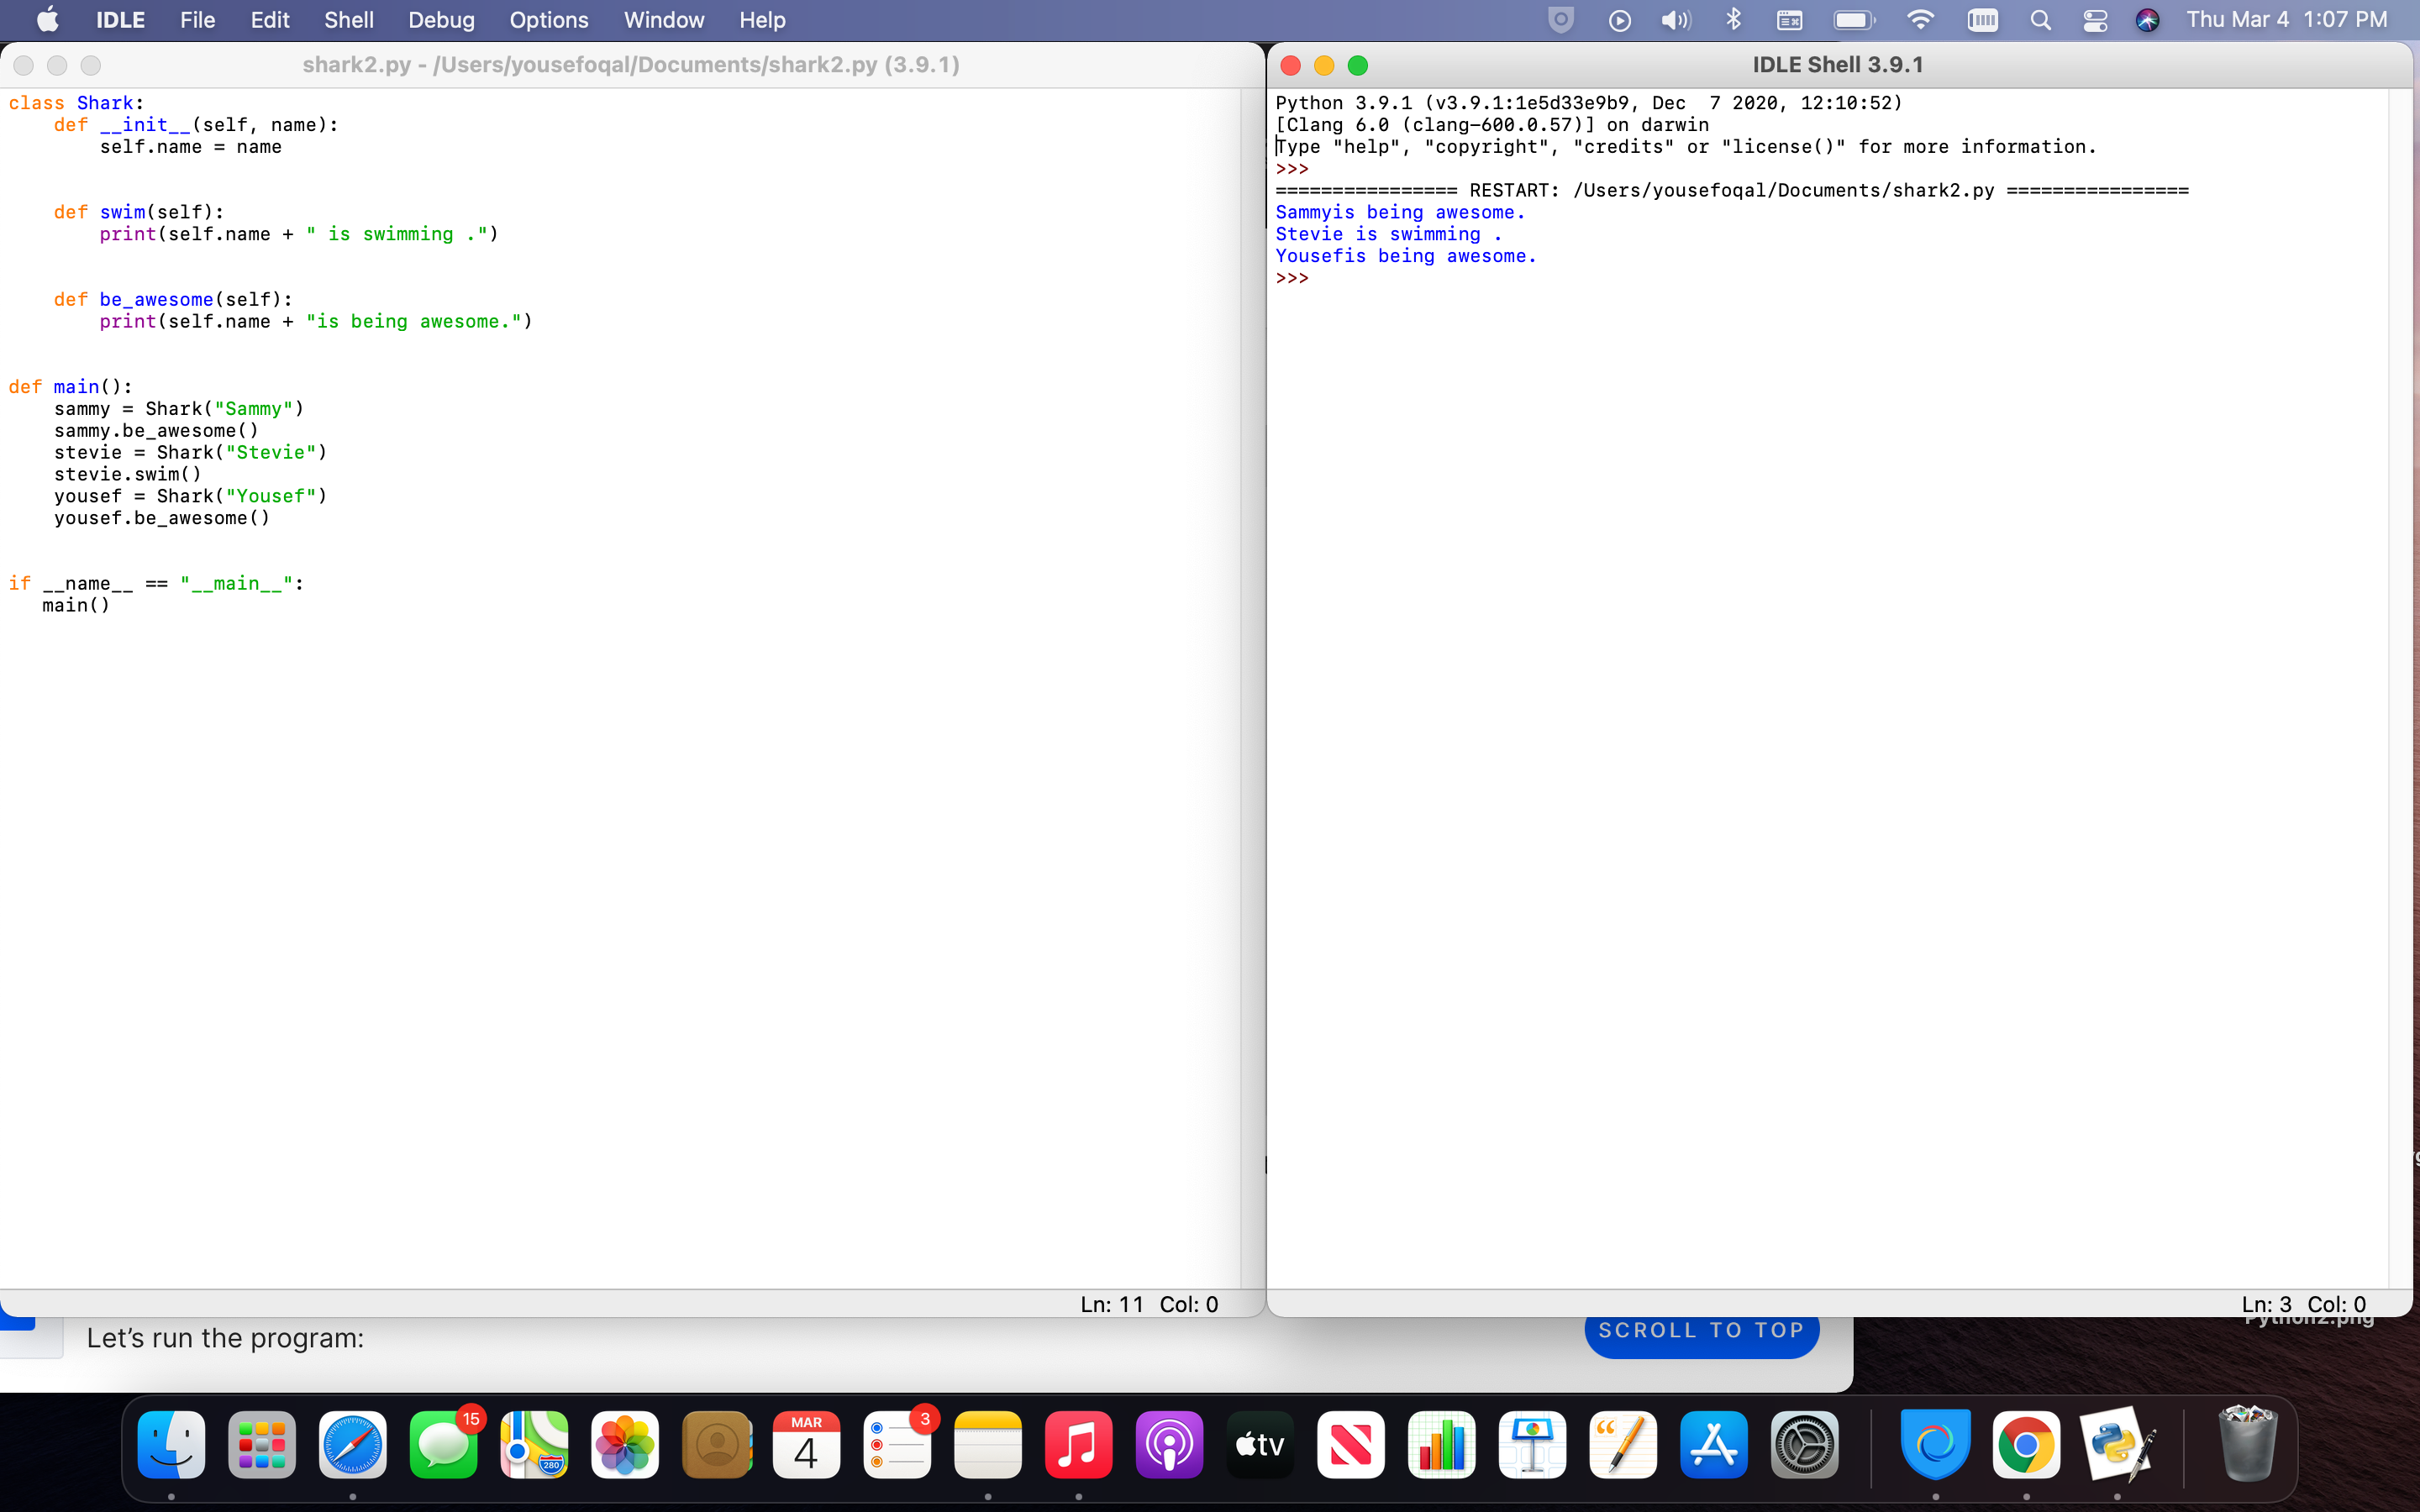 IDLE File Edit Shell Debug Options Window Help Thu Mar 4 1:07 PM
shark2.py - /Users/yousefoqal/Documents/shark2.py (3.9.1)
class Shark:
    def __init__(self, name):
        self.name = name
    def swim(self):
        print(self.name + " is swimming .")
    def be_awesome(self):
        print(self.name + "is being awesome.")
def main():
    sammy = Shark("Sammy")
    sammy.be_awesome()
    stevie = Shark("Stevie")
    stevie.swim()
    yousef = Shark("Yousef")
    yousef.be_awesome()
if __name__ == "__main__":
   main()
Ln: 11 Col: 0
IDLE Shell 3.9.1
Python 3.9.1 (v3.9.1:1e5d33e9b9, Dec  7 2020, 12:10:52)
[Clang 6.0 (clang-600.0.57)] on darwin
Type "help", "copyright", "credits" or "license()" for more information.
>>>
================ RESTART: /Users/yousefoqal/Documents/shark2.py ================
Sammyis being awesome.
Stevie is swimming .
Yousefis being awesome.
>>>
Ln: 3 Col: 0
Python2.png
Let's run the program:
SCROLL TO TOP
15
280
MAR
4
3
tv